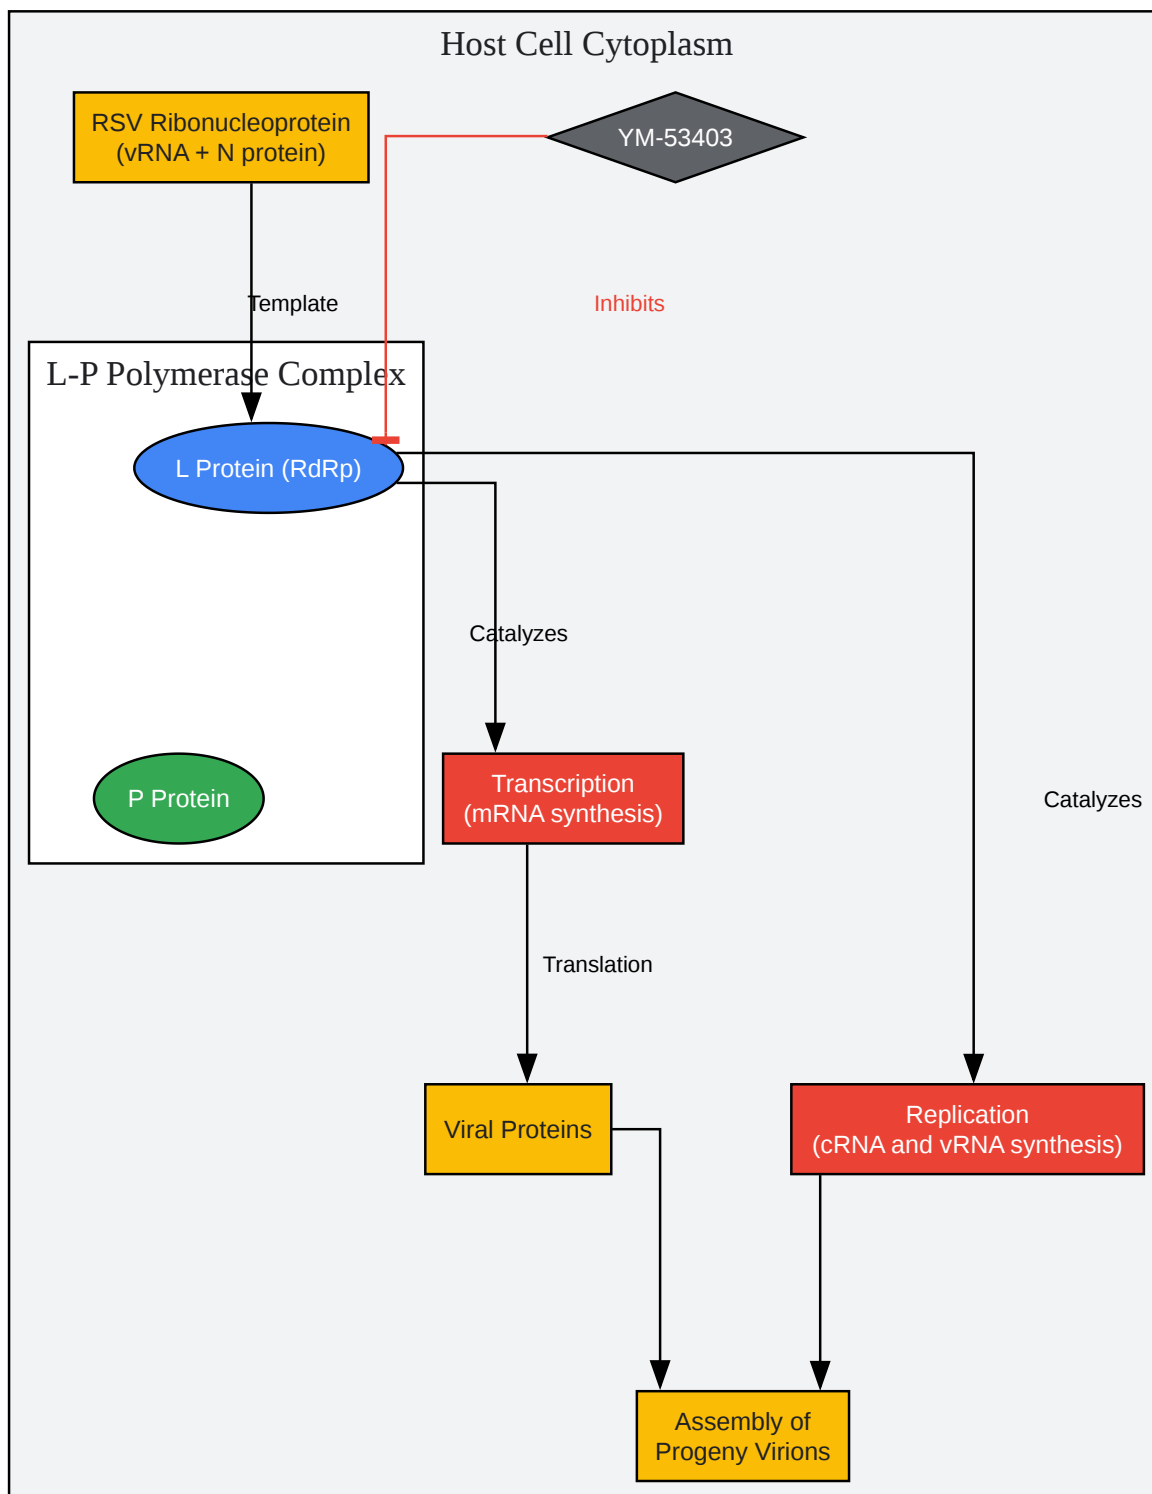 Host Cell Cytoplasm
RSV Ribonucleoprotein
(vRNA + N protein)
YM-53403
Template
Inhibits
L-P Polymerase Complex
L Protein (RdRp)
Catalyzes
P Protein
Transcription
(mRNA synthesis)
Catalyzes
Translation
Viral Proteins
Replication
(cRNA and vRNA synthesis)
Assembly of
Progeny Virions